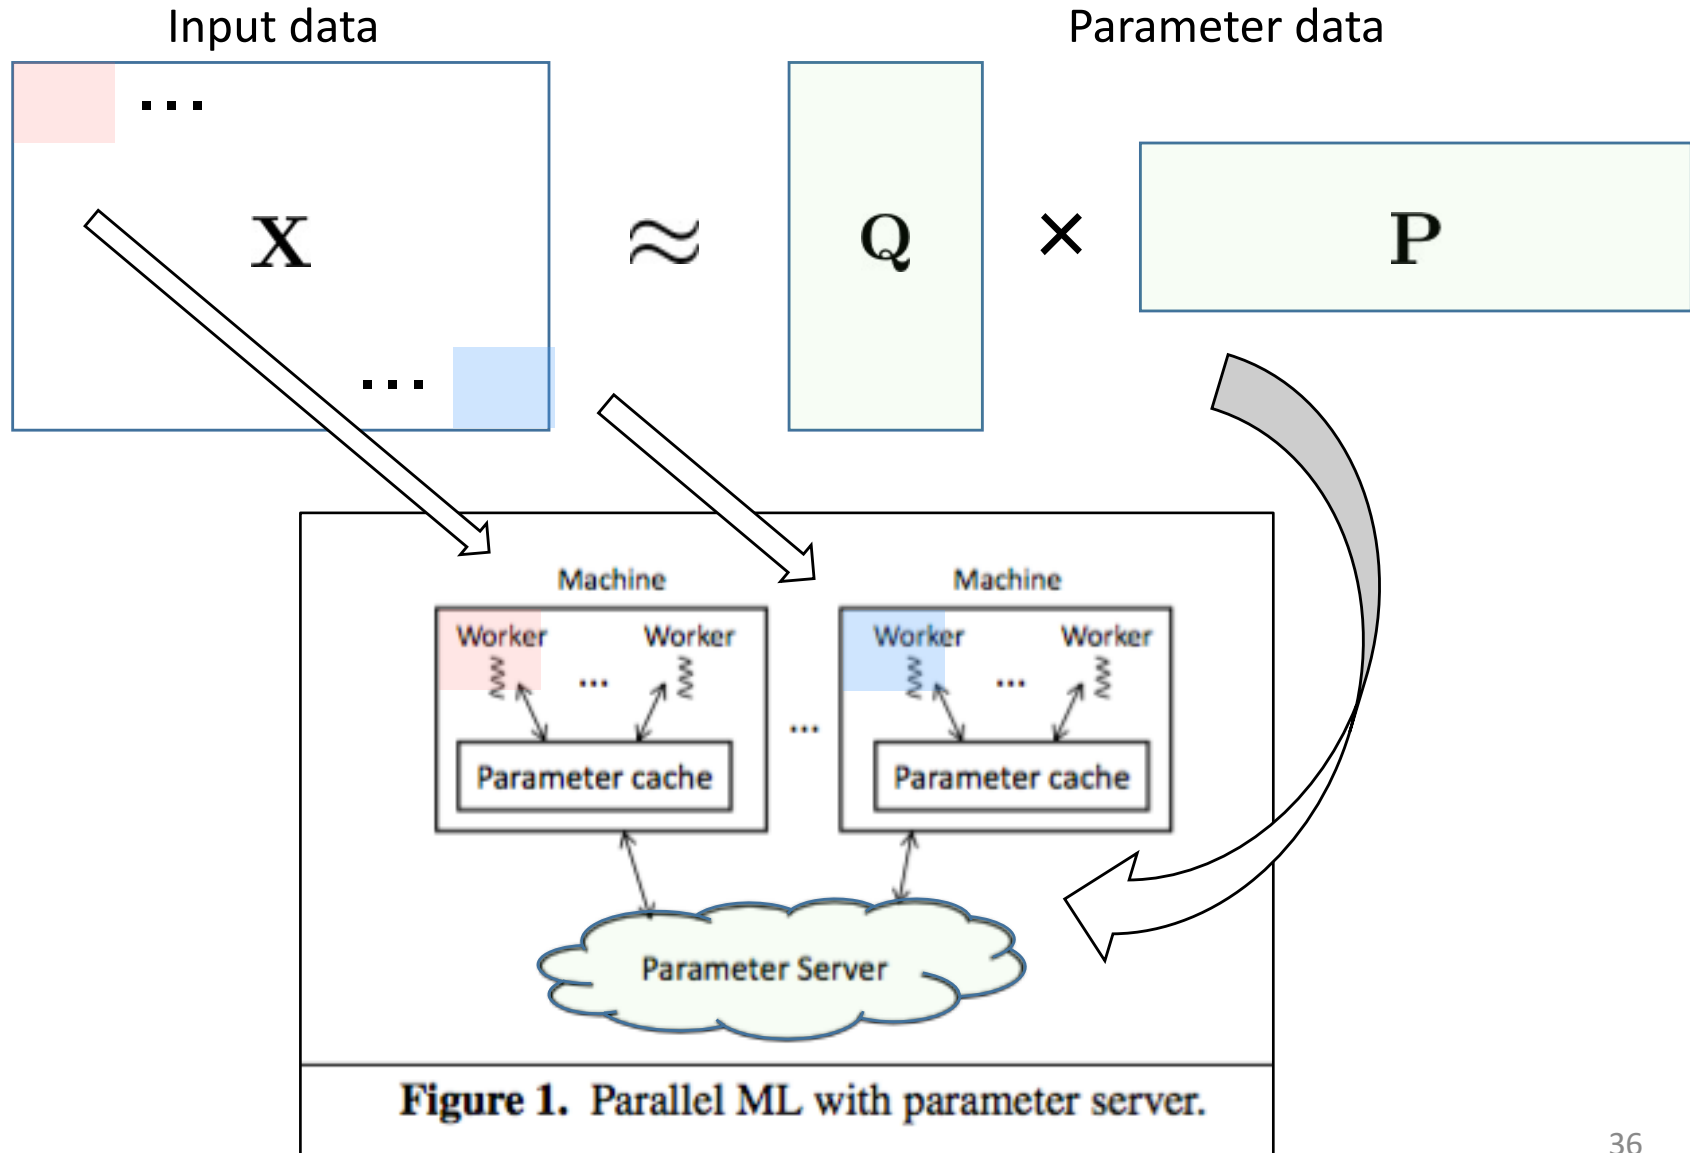 Input data
Parameter data
...
X ≈ Q × P
...
Machine
Machine
Worker
Worker
Worker
Worker
...
...
...
Parameter cache
Parameter cache
Parameter Server
Figure 1. Parallel ML with parameter server.
36